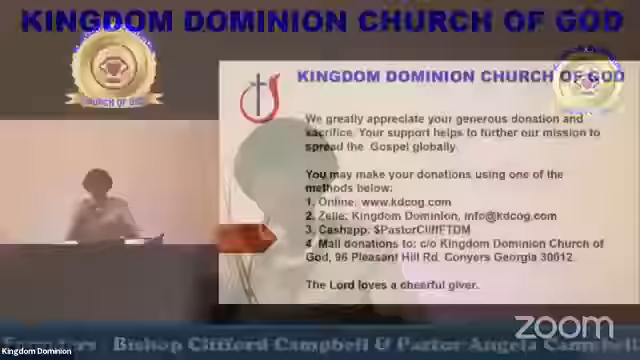 KINGDOM DOMINION CHURCH OF GOD
CHURCH OF GOD
KINGDOM DOMINION CHURCH OF GOD
We greatly appreciate your generous donation and
sacrifice. Your support helps to further our mission to
spread the Gospel globally.
You may make your donations using one of the
methods below:
1. Online: www.kdcog.com
2. Zelle: Kingdom Dominion, info@kdcog.com
3. Cashapp: $PastorCliffFTDM
4. Mail donations to: c/o Kingdom Dominion Church of
God, 96 Pleasant Hill Rd. Conyers Georgia 30012.
The Lord loves a cheerful giver.
zoom
Bishop Clifford Campbell & Pastor Angela Campbell
Kingdom Dominion